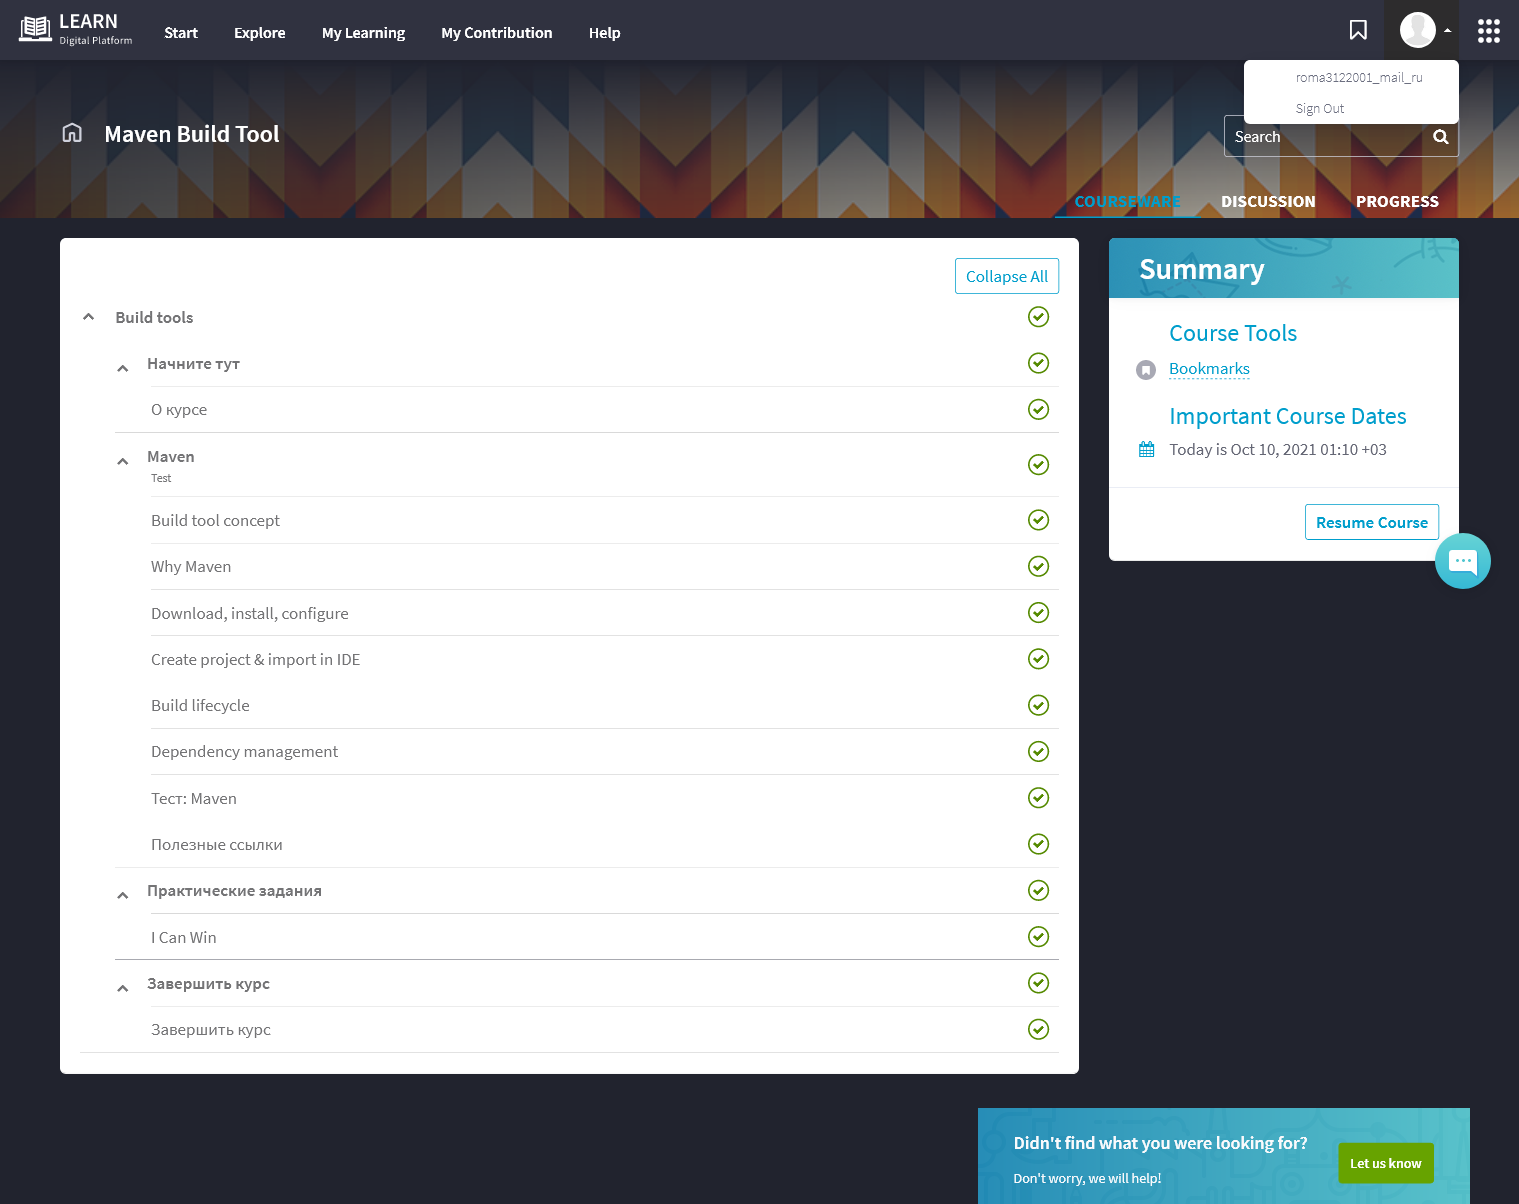 LEARN
Digital Platform
Start
Explore
My Learning
My Contribution
Help
roma3122001_mail_ru
Sign Out
Maven Build Tool
Search
COURSEWARE
DISCUSSION
PROGRESS
Collapse All
Build tools
Начните тут
О курсе
Maven
Test
Build tool concept
Why Maven
Download, install, configure
Create project & import in IDE
Build lifecycle
Dependency management
Тест: Maven
Полезные ссылки
Практические задания
I Can Win
Завершить курс
Завершить курс
Summary
Course Tools
Bookmarks
Important Course Dates
Today is Oct 10, 2021 01:10 +03
Resume Course
Didn't find what you were looking for?
Don't worry, we will help!
Let us know